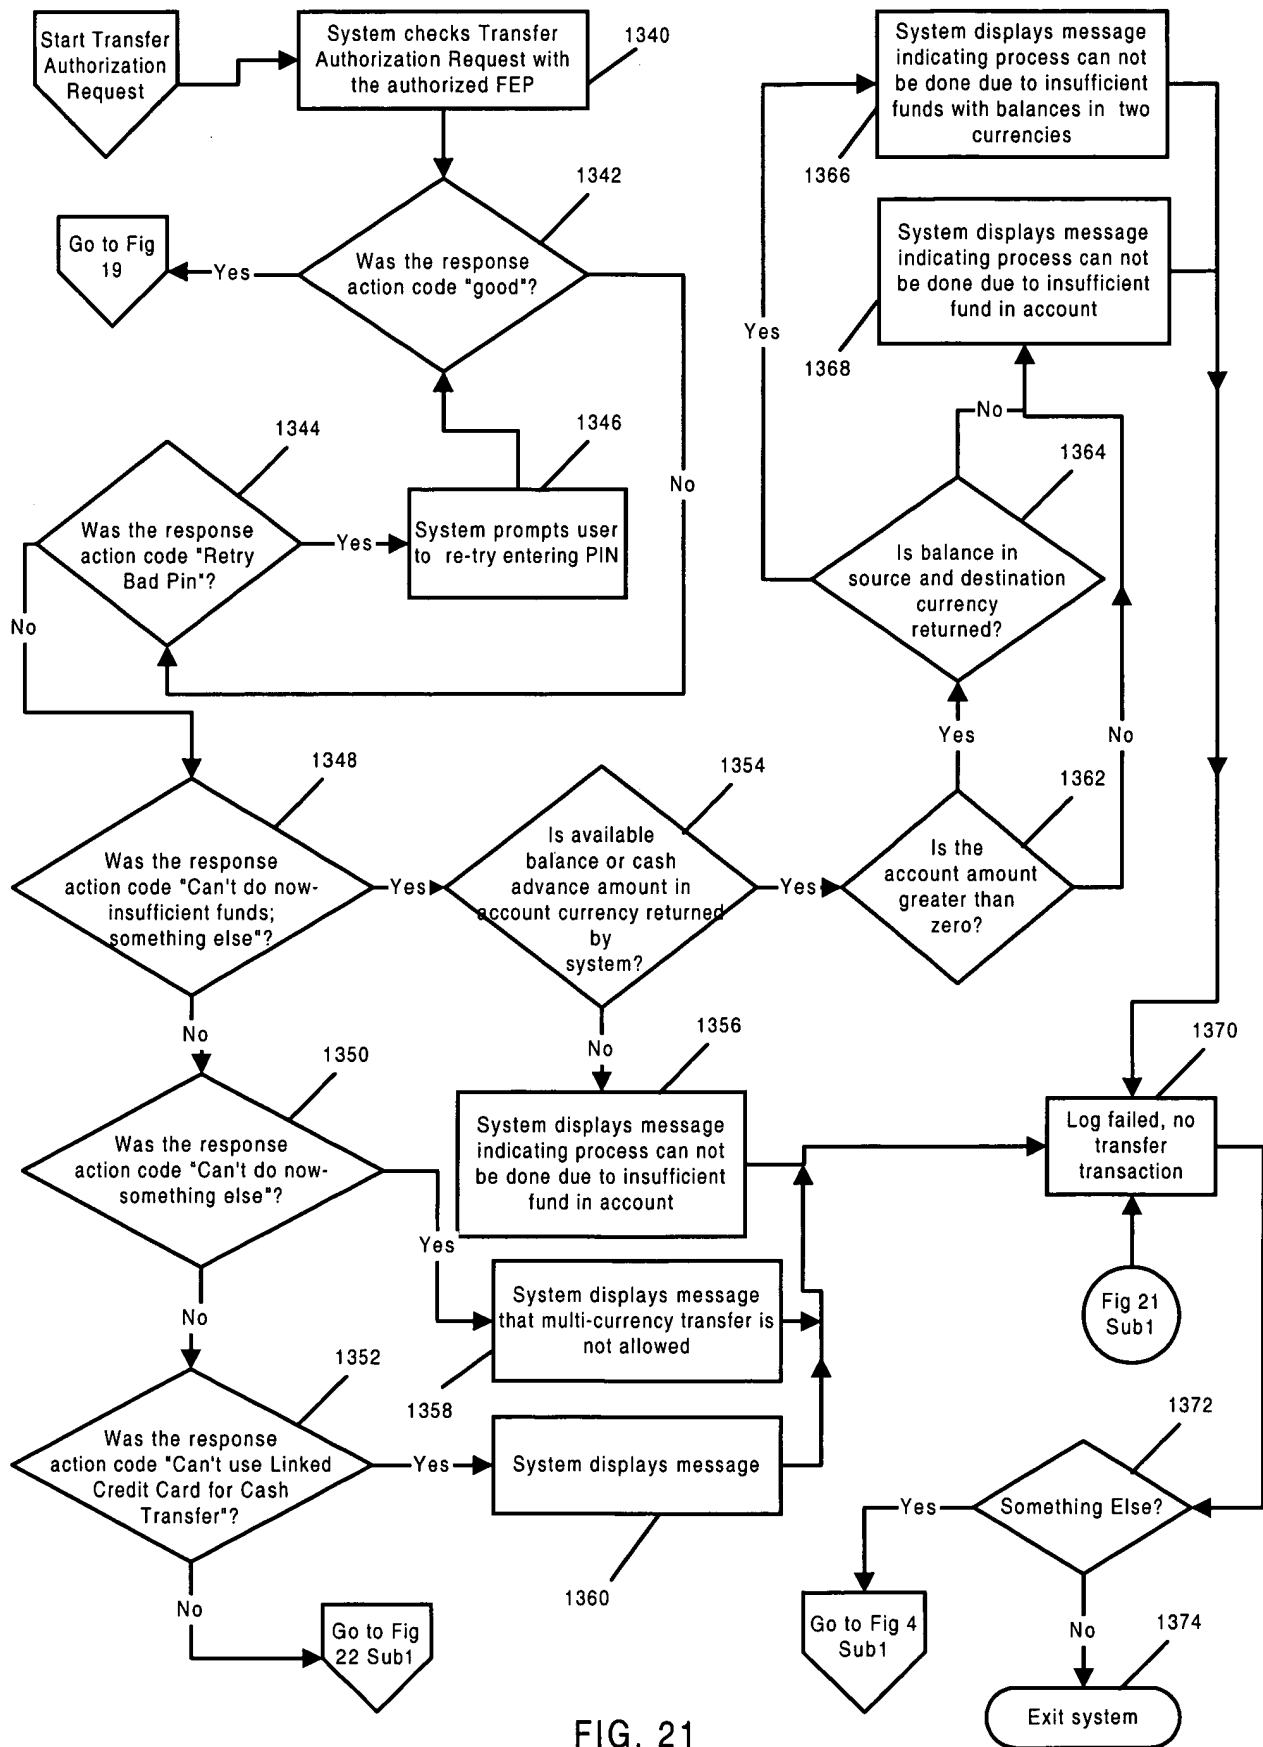 Start Transfer
Authorization
Request
System checks Transfer
Authorization Request with
the authorized FEP
1340
1342
Was the response
action code "good"?
Yes
Go to Fig
19
No
1344
Was the response
action code "Retry
Bad Pin"?
Yes
1346
System prompts user
to re-try entering PIN
No
1348
Was the response
action code "Can't do now-
insufficient funds;
something else"?
Yes
1354
Is available
balance or cash
advance amount in
account currency returned
by
system?
Yes
1362
Is the
account amount
greater than
zero?
Yes
No
1364
Is balance in
source and destination
currency
returned?
Yes
No
System displays message
indicating process can not
be done due to insufficient
funds with balances in two
currencies
1366
System displays message
indicating process can not
be done due to insufficient
fund in account
1368
No
1350
Was the response
action code "Can't do now-
something else"?
Yes
No
1356
System displays message
indicating process can not
be done due to insufficient
fund in account
System displays message
that multi-currency transfer is
not allowed
1358
No
1352
Was the response
action code "Can't use Linked
Credit Card for Cash
Transfer"?
Yes
System displays message
1360
No
Go to Fig
22 Sub1
1370
Log failed, no
transfer
transaction
Fig 21
Sub1
1372
Something Else?
Yes
Go to Fig 4
Sub1
No
1374
Exit system
FIG. 21